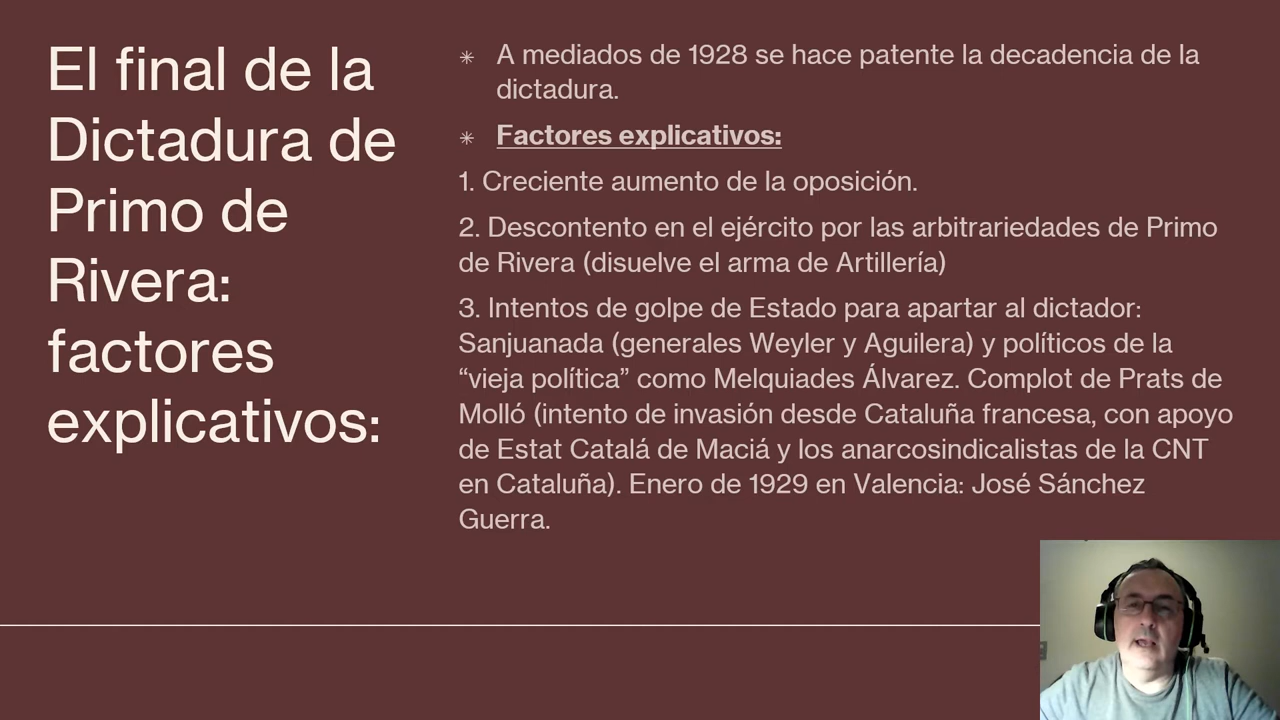 El final de la
Dictadura de
Primo de
Rivera:
factores
explicativos:
A mediados de 1928 se hace patente la decadencia de la
dictadura.
Factores explicativos:
1. Creciente aumento de la oposición.
2. Descontento en el ejército por las arbitrariedades de Primo
de Rivera (disuelve el arma de Artillería)
3. Intentos de golpe de Estado para apartar al dictador:
Sanjuanada (generales Weyler y Aguilera) y políticos de la
“vieja política” como Melquiades Álvarez. Complot de Prats de
Molló (intento de invasión desde Cataluña francesa, con apoyo
de Estat Catalá de Maciá y los anarcosindicalistas de la CNT
en Cataluña). Enero de 1929 en Valencia: José Sánchez
Guerra.